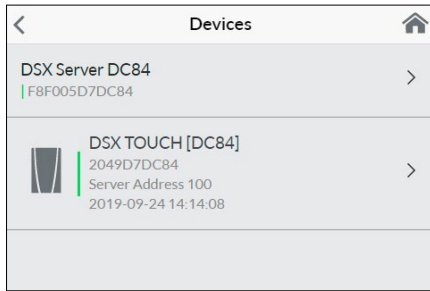 Devices
DSX Server DC84
F8F005D7DC84
DSX TOUCH [DC84]
2049D7DC84
Server Address 100
2019-09-24 14:14:08